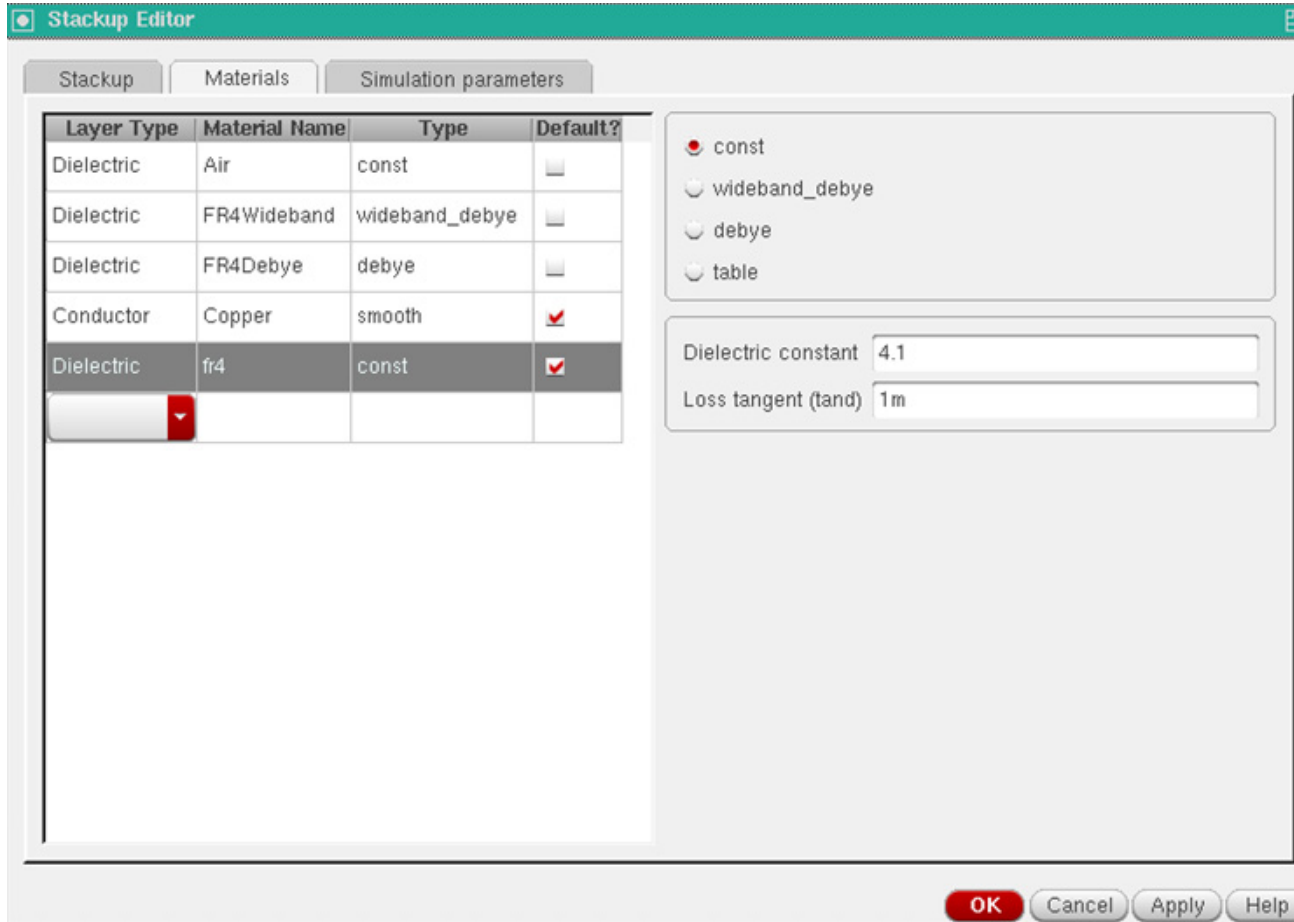 Stackup Editor
Stackup Materials Simulation parameters
Layer Type Material Name Type Default?
Dielectric Air const
Dielectric FR4Wideband wideband_debye
Dielectric FR4Debye debye
Conductor Copper smooth
Dielectric fr4 const
const
wideband_debye
debye
table
Dielectric constant 4.1
Loss tangent (tand) 1m
OK Cancel Apply Help